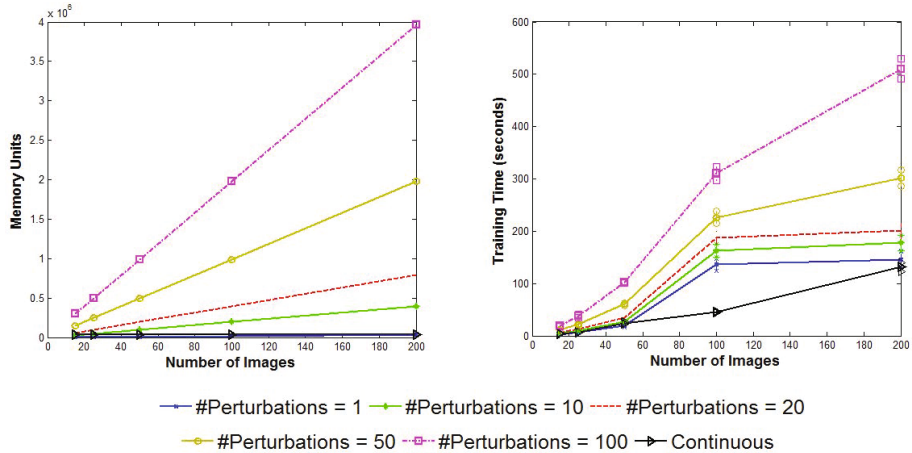 4 x 10^6
3.5
3
2.5
2
1.5
1
0.5
0
0 20 40 60 80 100 120 140 160 180 200
Memory Units
Number of Images
600
500
400
300
200
100
0
0 20 40 60 80 100 120 140 160 180 200
Training Time (seconds)
Number of Images
#Perturbations = 1 #Perturbations = 10 #Perturbations = 20
#Perturbations = 50 #Perturbations = 100 Continuous